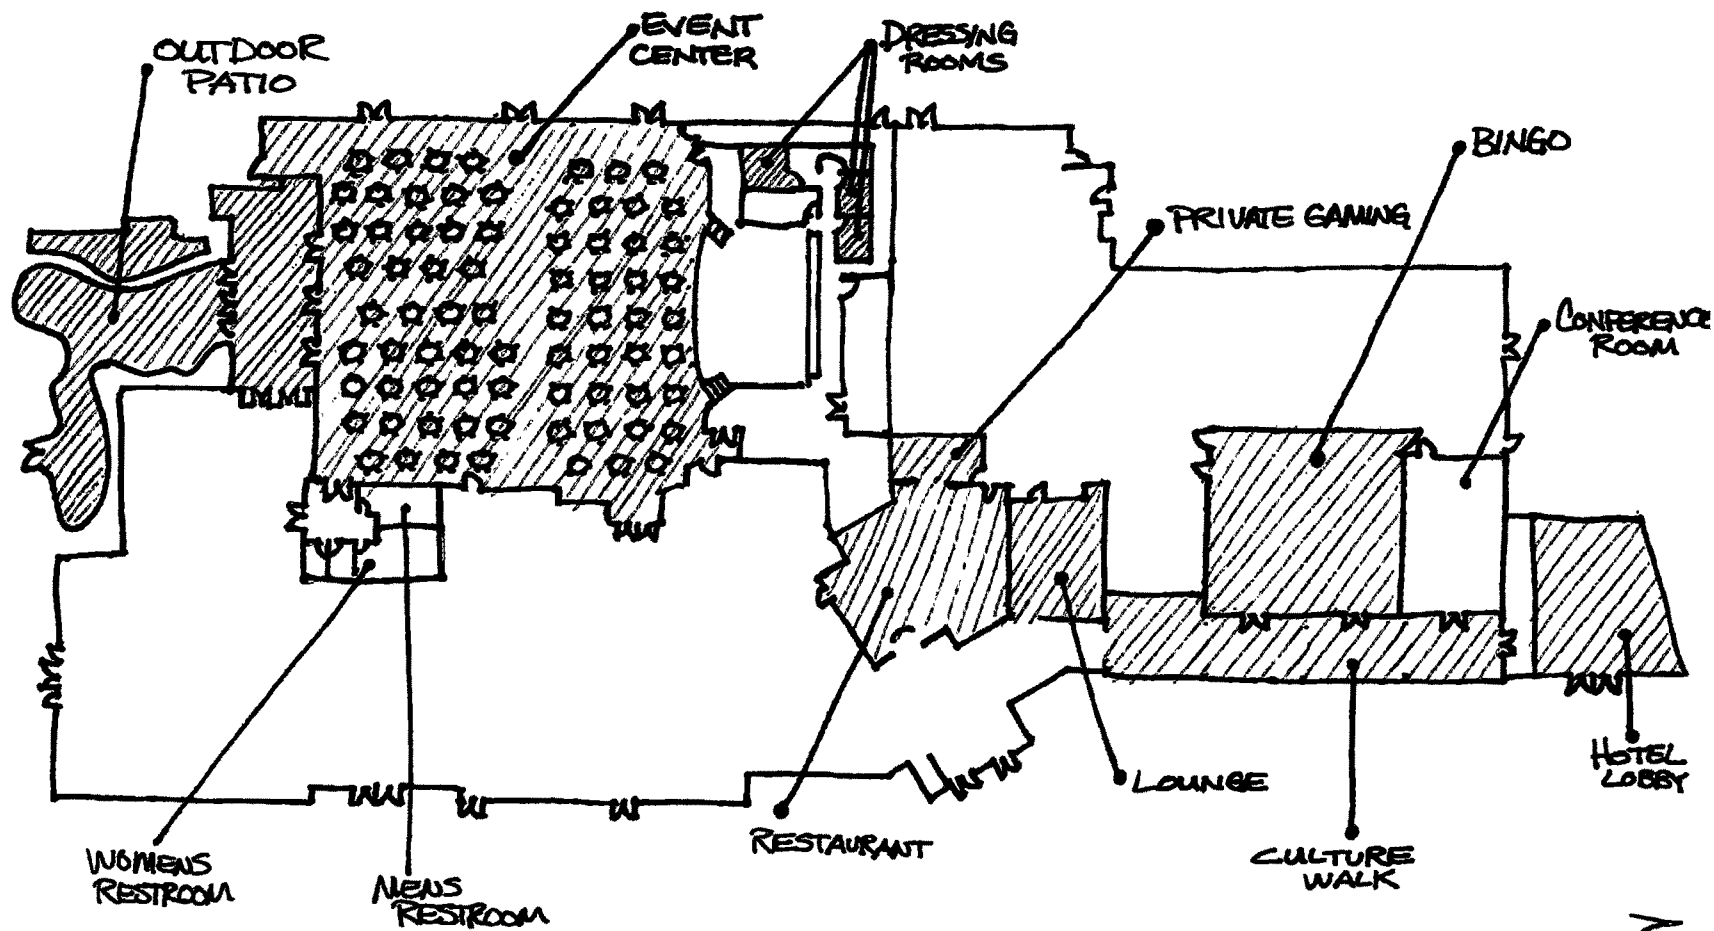 OUTDOOR
PATIO
EVENT
CENTER
DRESSING
ROOMS
BINGO
PRIVATE GAMING
CONFERENCE
ROOM
HOTEL
LOBBY
LOUNGE
RESTAURANT
CULTURE
WALK
WOMENS
RESTROOM
MENS
RESTROOM